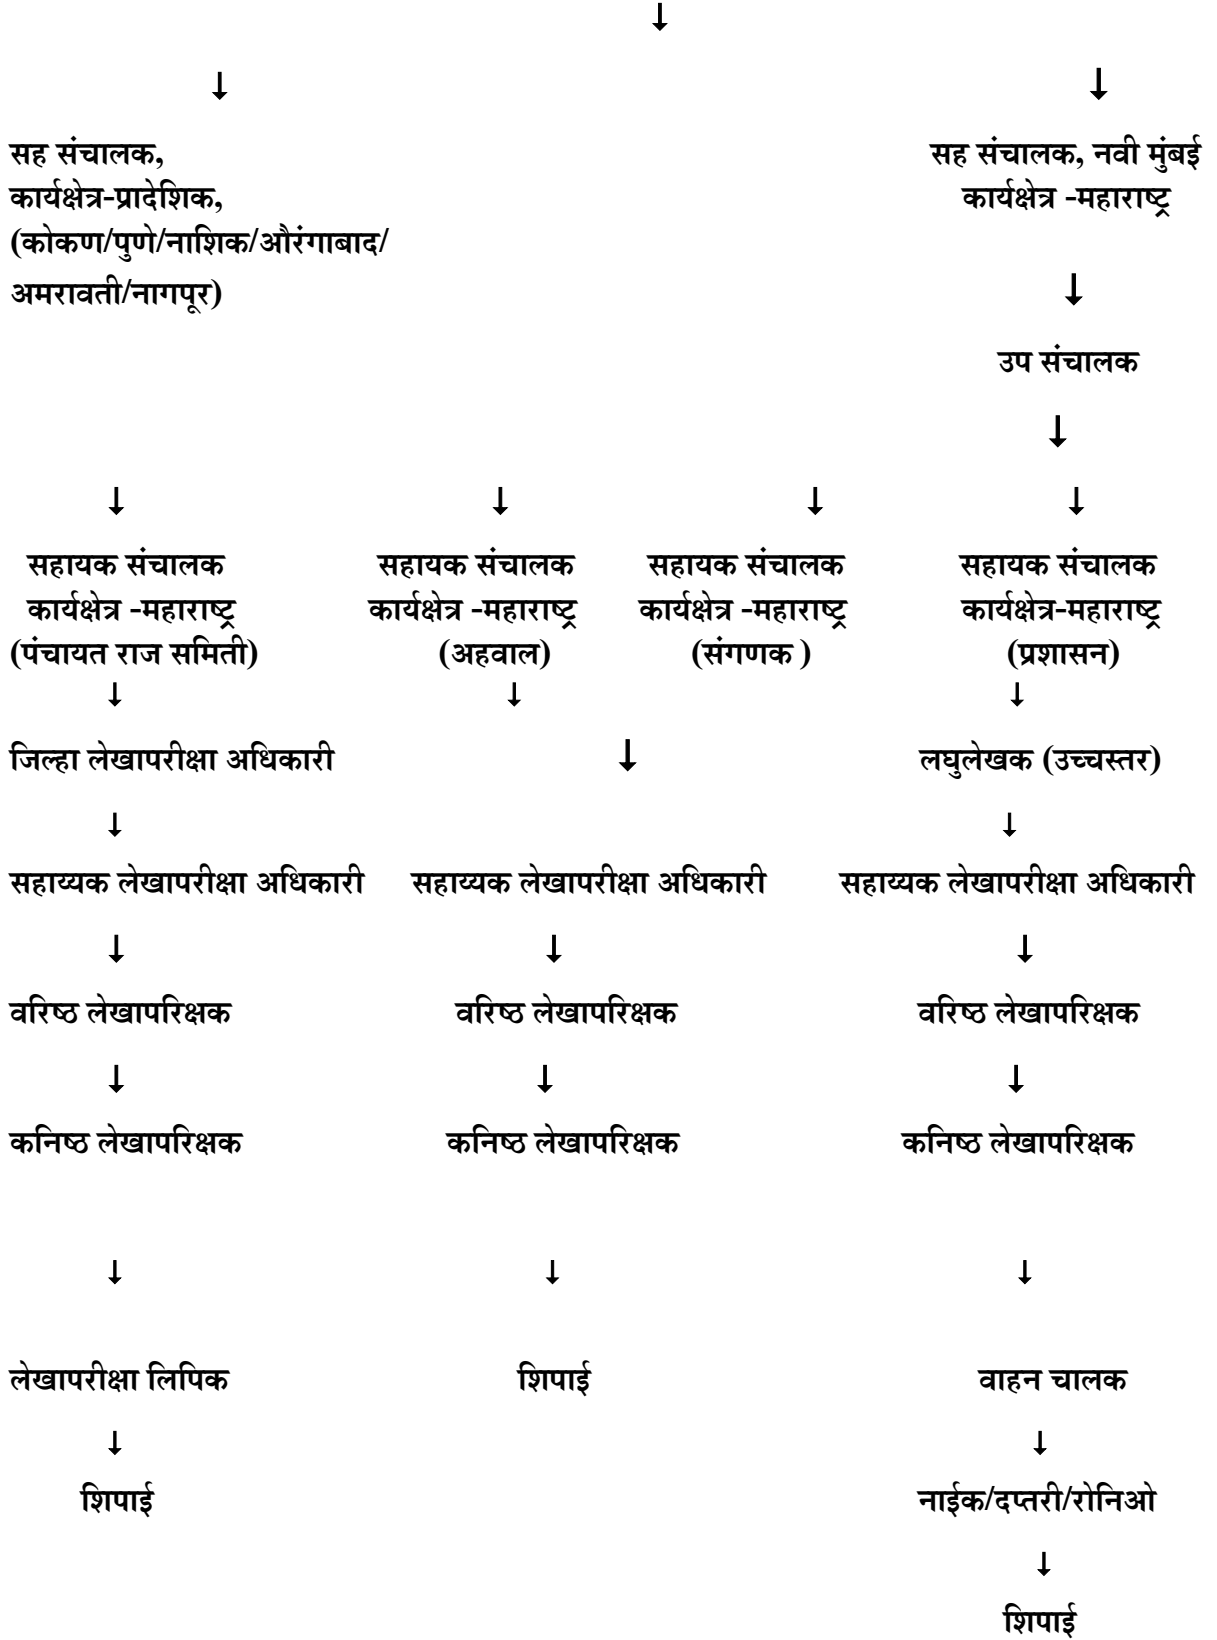 सह संचालक,
कार्यक्षेत्र-प्रादेशिक,
(कोकण/पुणे/नाशिक/औरंगाबाद/
अमरावती/नागपूर)
सह संचालक, नवी मुंबई
कार्यक्षेत्र -महाराष्ट्र
उप संचालक
सहायक संचालक
कार्यक्षेत्र -महाराष्ट्र
(पंचायत राज समिती)
सहायक संचालक
कार्यक्षेत्र -महाराष्ट्र
(अहवाल)
सहायक संचालक
कार्यक्षेत्र -महाराष्ट्र
(संगणक )
सहायक संचालक
कार्यक्षेत्र-महाराष्ट्र
(प्रशासन)
जिल्हा लेखापरीक्षा अधिकारी
लघुलेखक (उच्चस्तर)
सहाय्यक लेखापरीक्षा अधिकारी
सहाय्यक लेखापरीक्षा अधिकारी
सहाय्यक लेखापरीक्षा अधिकारी
वरिष्ठ लेखापरिक्षक
वरिष्ठ लेखापरिक्षक
वरिष्ठ लेखापरिक्षक
कनिष्ठ लेखापरिक्षक
कनिष्ठ लेखापरिक्षक
कनिष्ठ लेखापरिक्षक
लेखापरीक्षा लिपिक
शिपाई
वाहन चालक
शिपाई
नाईक/दप्तरी/रोनिओ
शिपाई